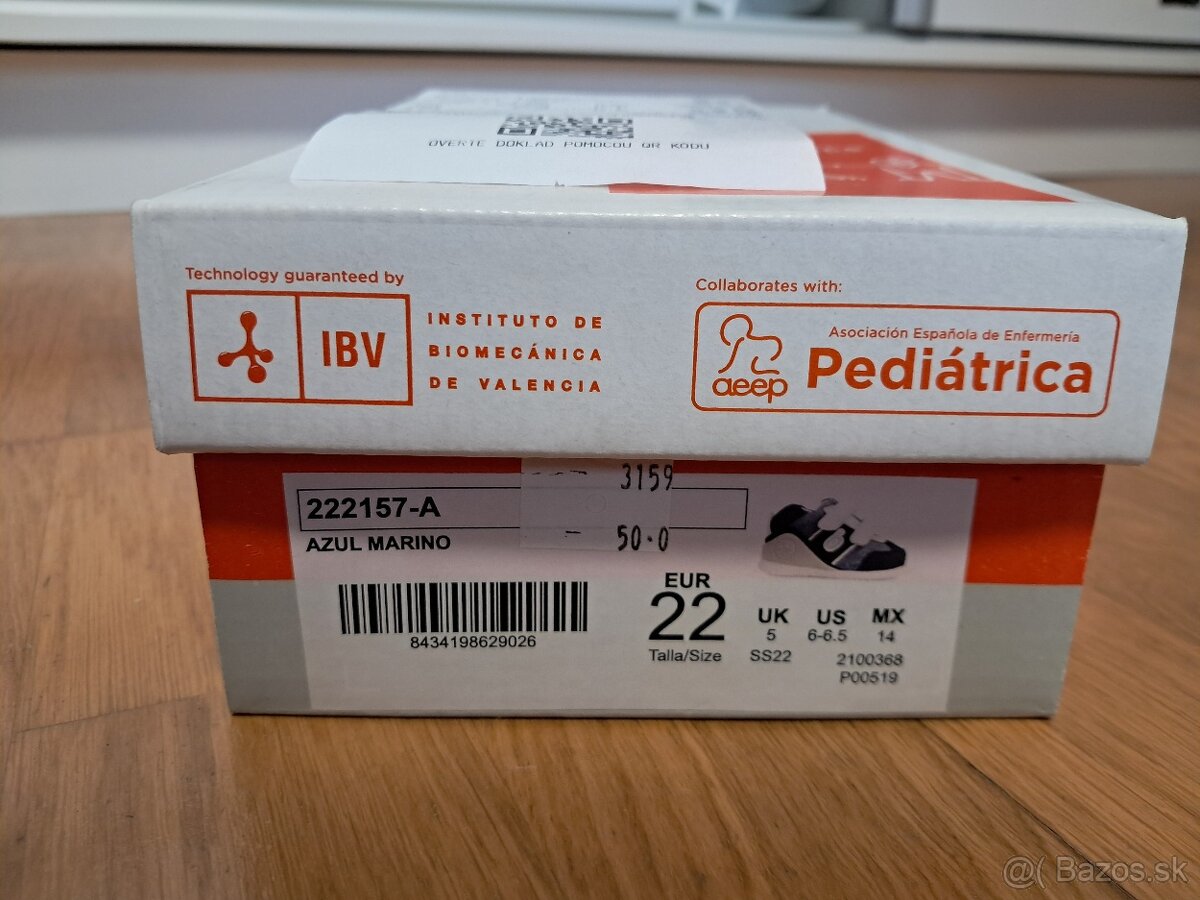 OVERTE DOKLAD POMOCOU QR KODU
Technology guaranteed by
IBV
INSTITUTO DE
BIOMECÁNICA
DE VALENCIA
Collaborates with:
aeep
Asociación Española de Enfermería
Pediátrica
3159
222157-A
50.0
AZUL MARINO
8434198629026
EUR
22
Talla/Size
UK US MX
5 6-6.5 14
SS22 2100368
P00519
@( Bazos.sk